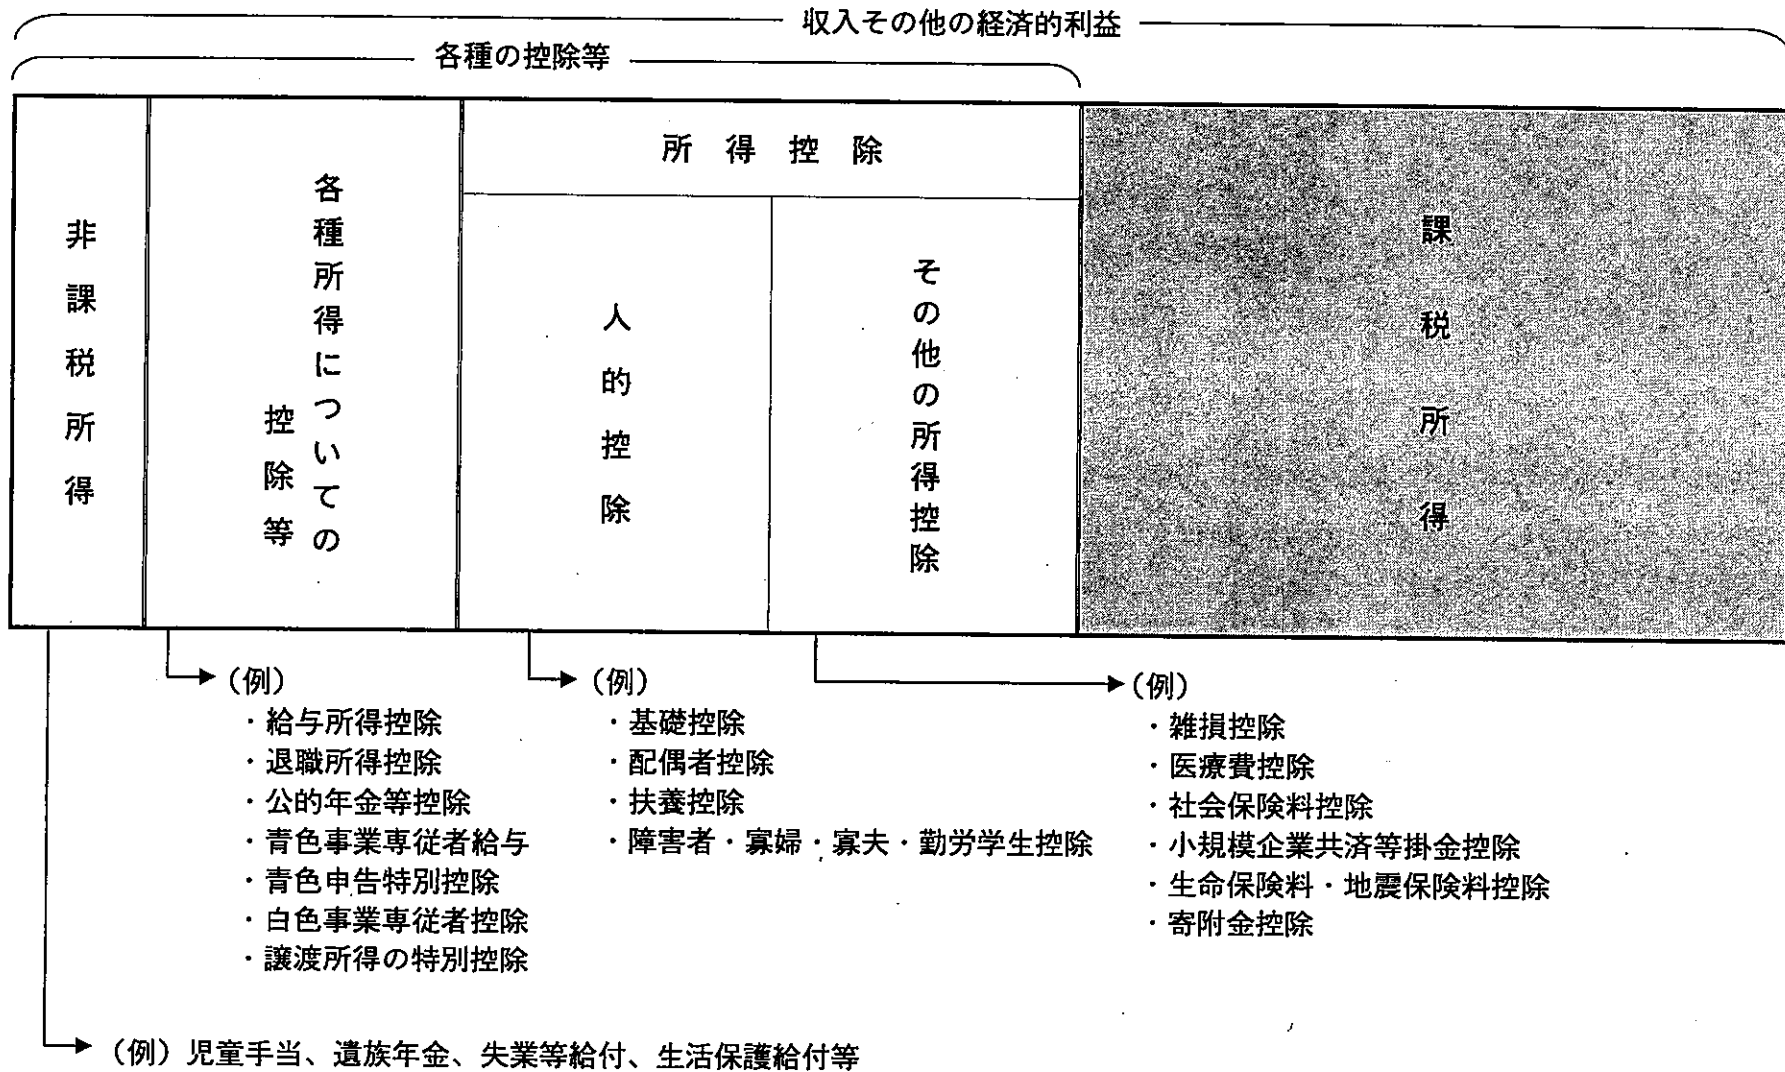 収入その他の経済的利益
各種の控除等
非課税所得
各種所得についての
控除等
所得控除
人的控除
その他の所得控除
課税所得
（例）
・給与所得控除
・退職所得控除
・公的年金等控除
・青色事業専従者給与
・青色申告特別控除
・白色事業専従者控除
・譲渡所得の特別控除
（例）
・基礎控除
・配偶者控除
・扶養控除
・障害者・寡婦・寡夫・勤労学生控除
（例）
・雑損控除
・医療費控除
・社会保険料控除
・小規模企業共済等掛金控除
・生命保険料・地震保険料控除
・寄附金控除
（例）児童手当、遺族年金、失業等給付、生活保護給付等